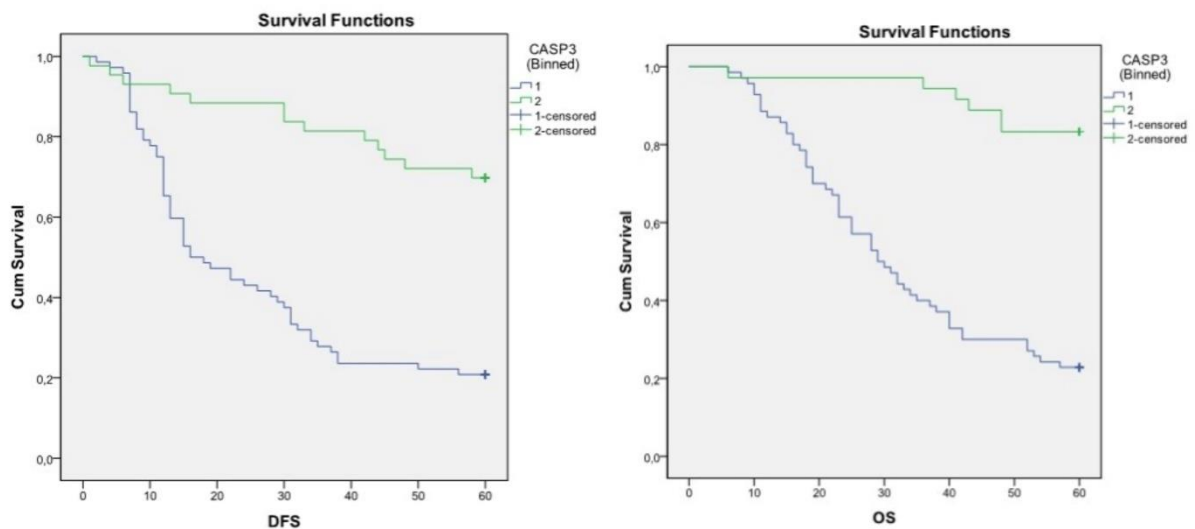 Survival Functions
CASP3
(Binned)
1
2
1-censored
2-censored
1,0
0,8
0,6
0,4
0,2
0,0
Cum Survival
0 10 20 30 40 50 60
DFS
Survival Functions
CASP3
(Binned)
1
2
1-censored
2-censored
1,0
0,8
0,6
0,4
0,2
0,0
Cum Survival
0 10 20 30 40 50 60
OS